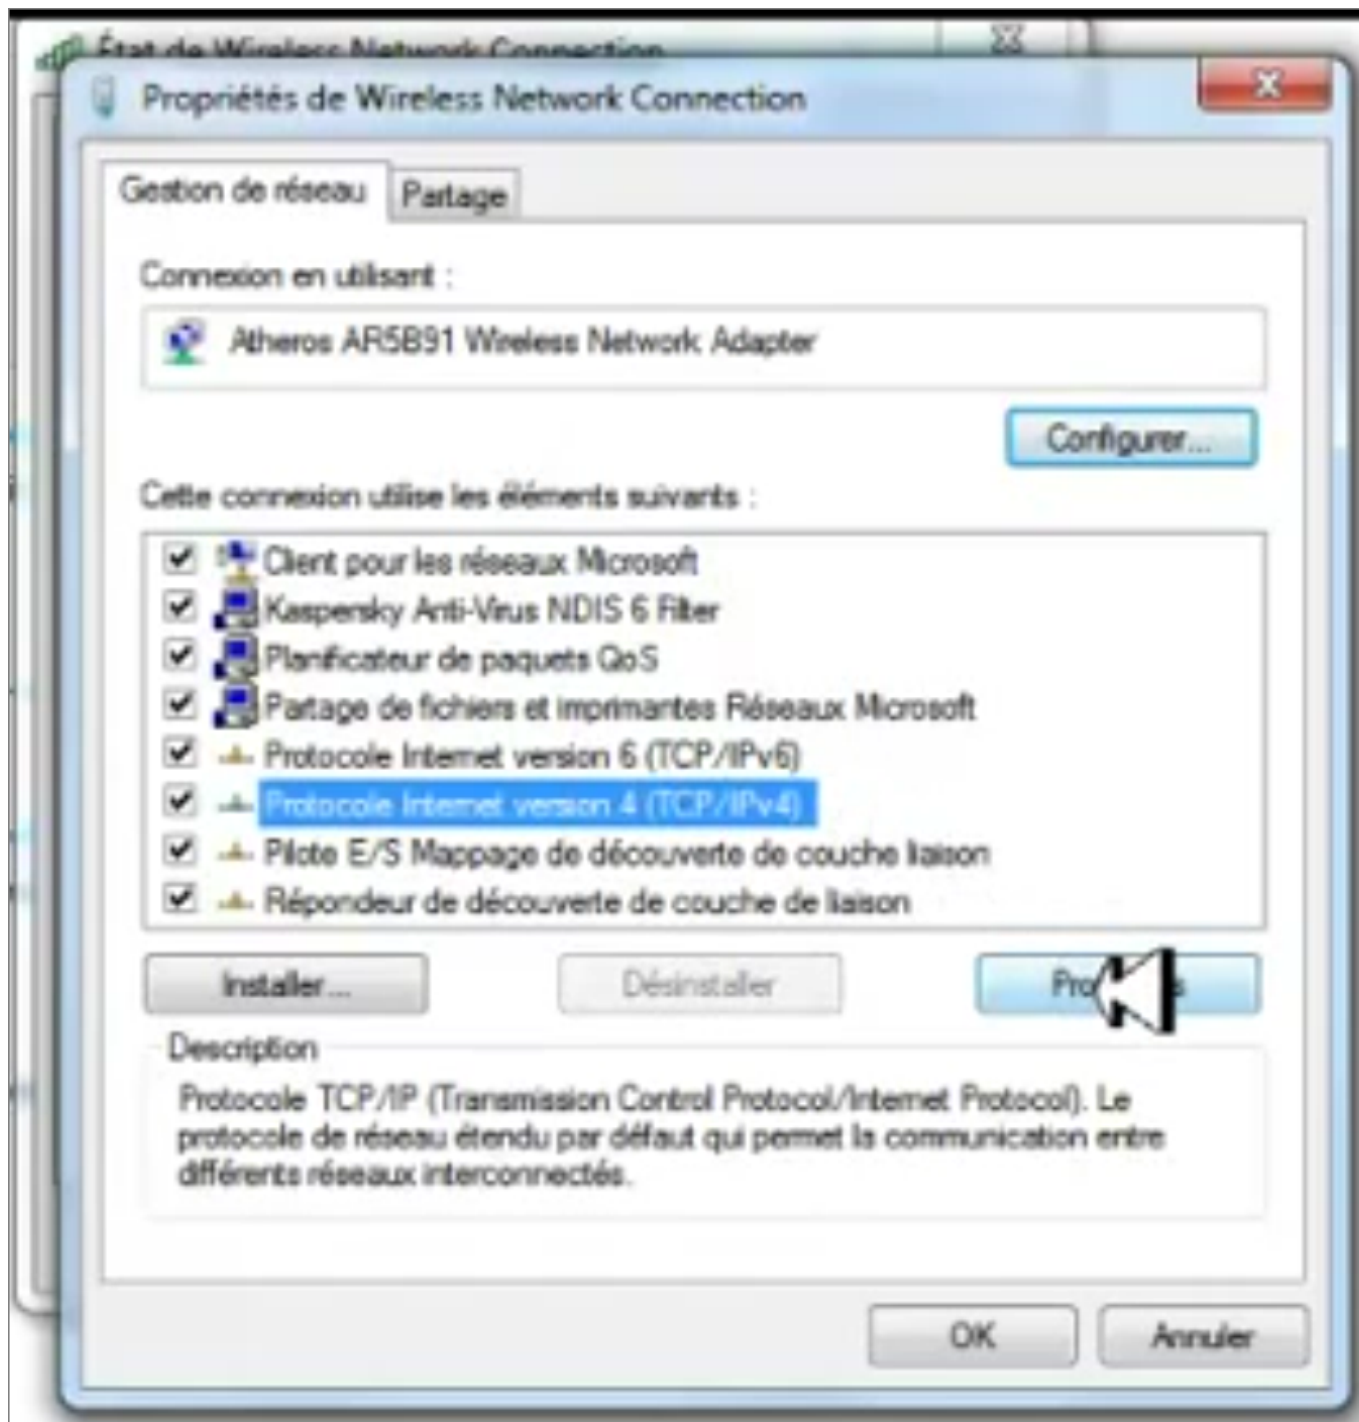 État de Wireless Network Connection
Propriétés de Wireless Network Connection
Gestion de réseau
Partage
Connexion en utilisant :
Atheros AR5B91 Wireless Network Adapter
Configurer...
Cette connexion utilise les éléments suivants :
Client pour les réseaux Microsoft
Kaspersky Anti-Virus NDIS 6 Filter
Planificateur de paquets QoS
Partage de fichiers et imprimantes Réseaux Microsoft
Protocole Internet version 6 (TCP/IPv6)
Protocole Internet version 4 (TCP/IPv4)
Pilote E/S Mappage de découverte de couche liaison
Répondeur de découverte de couche de liaison
Installer...
Désinstaller
Description
Protocole TCP/IP (Transmission Control Protocol/Internet Protocol). Le
protocole de réseau étendu par défaut qui permet la communication entre
différents réseaux interconnectés.
OK
Annuler